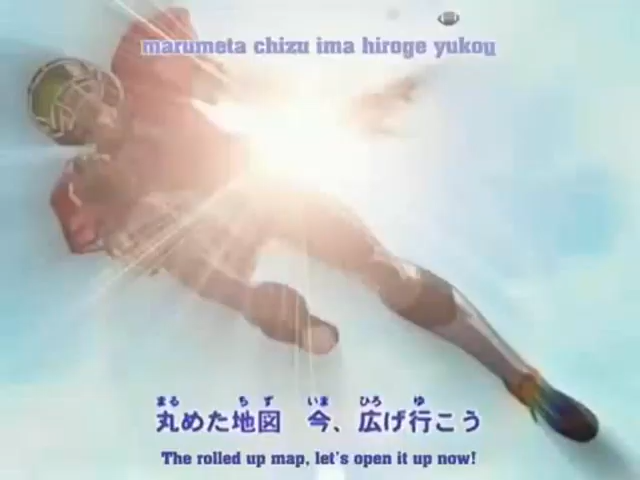 marumeta chizu ima hiroge yukou
まる ち ず いま ひろ ゆ
丸めた地図 今、広げ行こう
The rolled up map, let's open it up now!